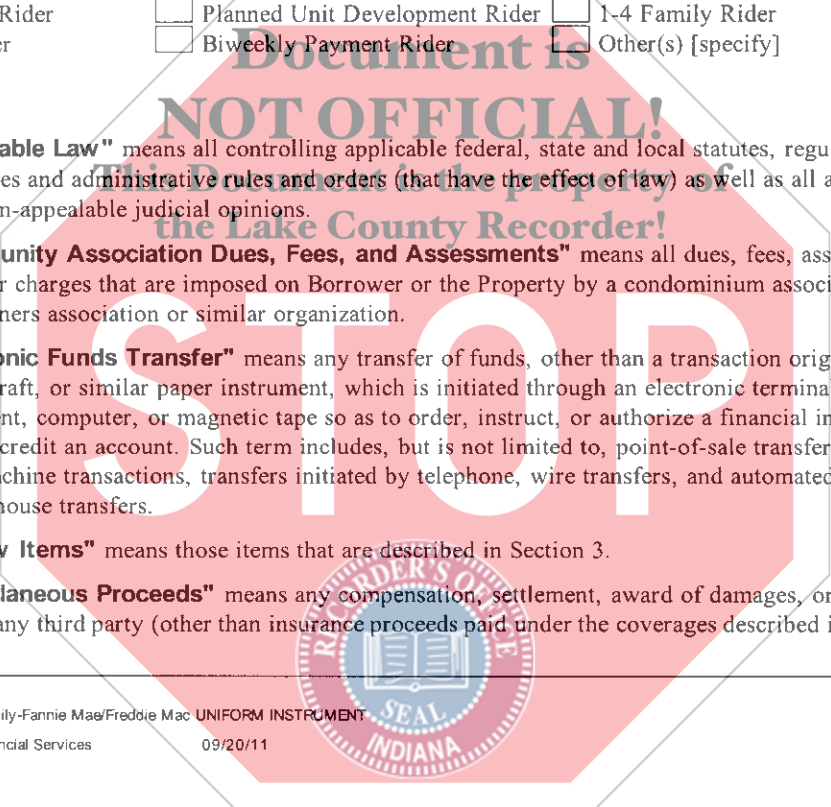 Rider Planned Unit Development Rider 1-4 Family Rider
er Biweekly Payment Rider Other(s) [specify]
Document is
NOT OFFICIAL!
This Document is the property of
the Lake County Recorder!
STOP
able Law" means all controlling applicable federal, state and local statutes, regu
es and administrative rules and orders (that have the effect of law) as well as all a
n-appealable judicial opinions.
unity Association Dues, Fees, and Assessments" means all dues, fees, ass
r charges that are imposed on Borrower or the Property by a condominium associ
ners association or similar organization.
onic Funds Transfer" means any transfer of funds, other than a transaction orig
raft, or similar paper instrument, which is initiated through an electronic terminal
nt, computer, or magnetic tape so as to order, instruct, or authorize a financial in
credit an account. Such term includes, but is not limited to, point-of-sale transfer
chine transactions, transfers initiated by telephone, wire transfers, and automated
house transfers.
w Items" means those items that are described in Section 3.
laneous Proceeds" means any compensation, settlement, award of damages, or
any third party (other than insurance proceeds paid under the coverages described i
RECORDER'S OFFICE
SEAL
INDIANA
ily-Fannie Mae/Freddie Mac UNIFORM INSTRUMENT
ncial Services 09/20/11